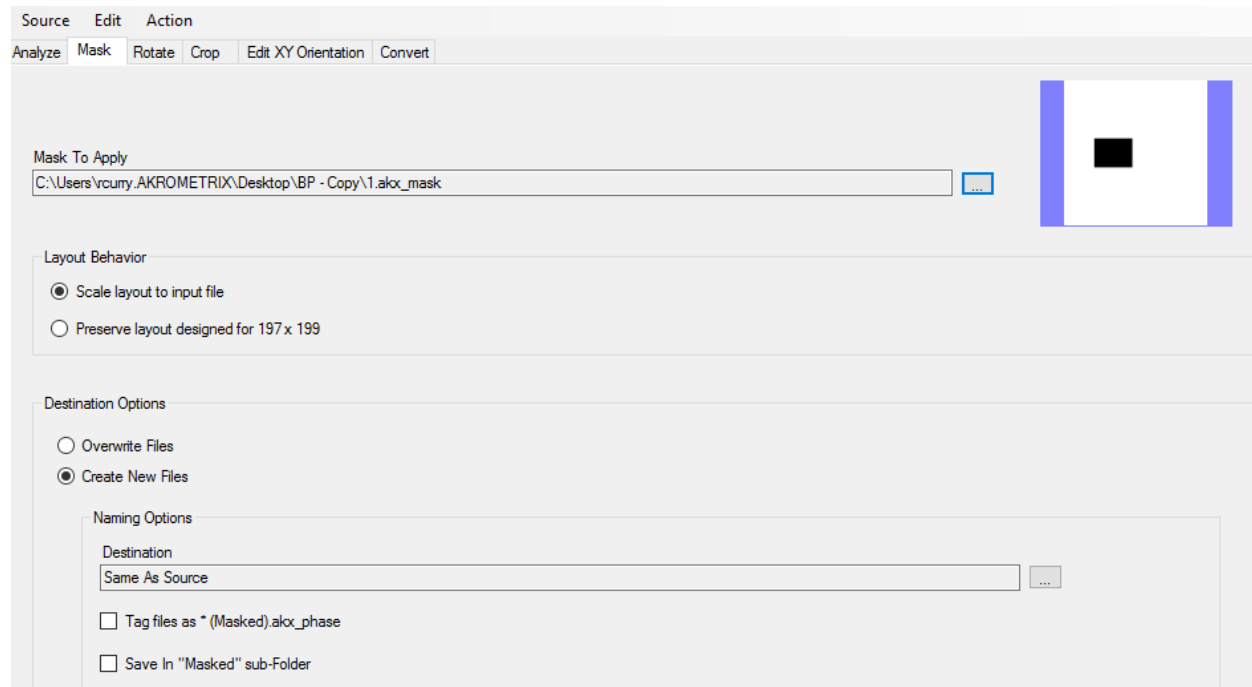 Source Edit Action
Analyze Mask Rotate Crop Edit XY Orientation Convert
Mask To Apply
C:\Users\rcurry.AKROMETRIX\Desktop\BP - Copy\1.akx_mask
...
Layout Behavior
Scale layout to input file
Preserve layout designed for 197 x 199
Destination Options
Overwrite Files
Create New Files
Naming Options
Destination
Same As Source
...
Tag files as * (Masked).akx_phase
Save In "Masked" sub-Folder